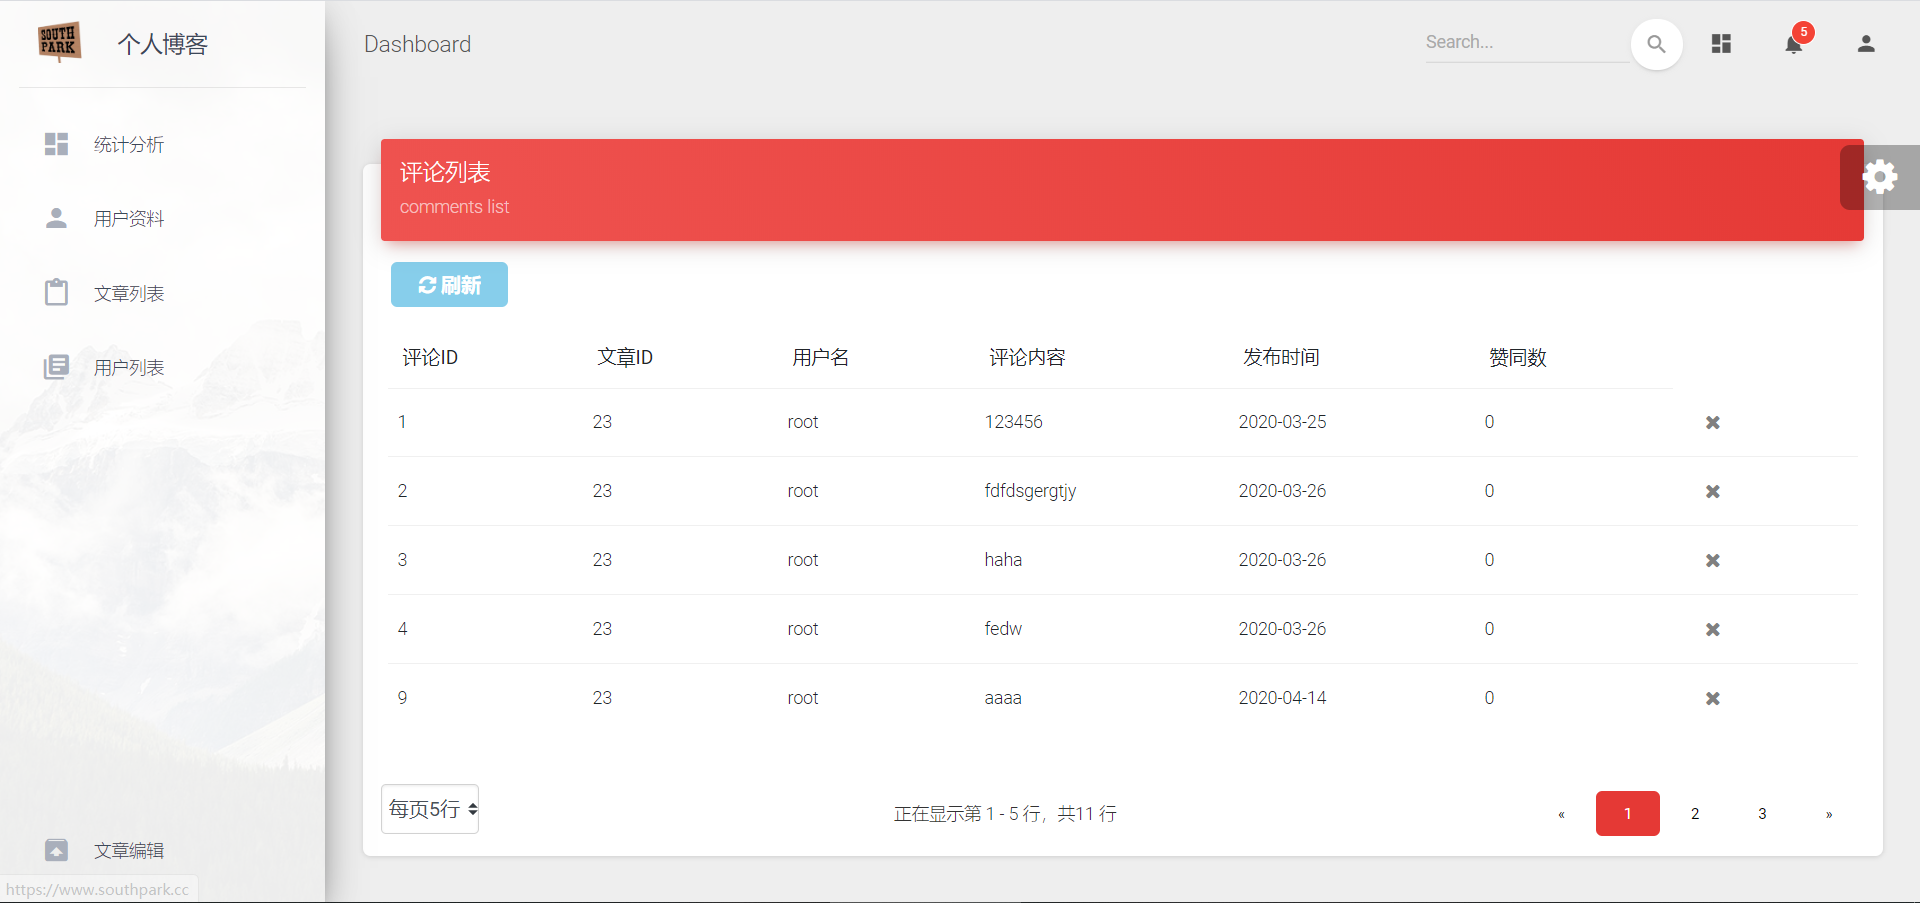 SOUTH
PARK
个人博客
Dashboard
Search...
5
统计分析
用户资料
文章列表
用户列表
文章编辑
https://www.southpark.cc
评论列表
comments list
刷新
评论ID 文章ID 用户名 评论内容 发布时间 赞同数
1 23 root 123456 2020-03-25 0
2 23 root fdfdsgergtjy 2020-03-26 0
3 23 root haha 2020-03-26 0
4 23 root fedw 2020-03-26 0
9 23 root aaaa 2020-04-14 0
每页5行
正在显示第 1 - 5 行，共11 行
« 1 2 3 »